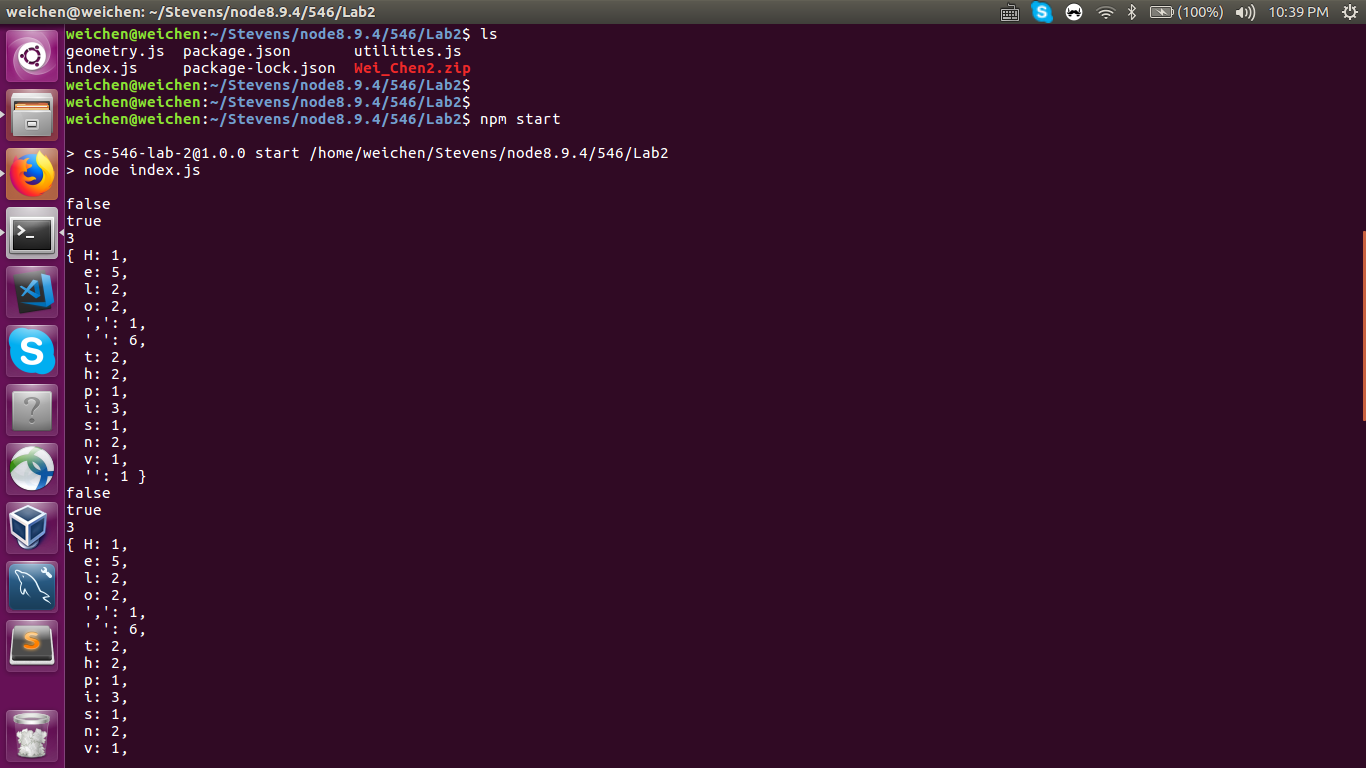 weichen@weichen: ~/Stevens/node8.9.4/546/Lab2 (100%) 10:39 PM
weichen@weichen:~/Stevens/node8.9.4/546/Lab2$ ls
geometry.js  package.json       utilities.js
index.js     package-lock.json  Wei_Chen2.zip
weichen@weichen:~/Stevens/node8.9.4/546/Lab2$
weichen@weichen:~/Stevens/node8.9.4/546/Lab2$
weichen@weichen:~/Stevens/node8.9.4/546/Lab2$ npm start
> cs-546-lab-2@1.0.0 start /home/weichen/Stevens/node8.9.4/546/Lab2
> node index.js
false
true
3
{ H: 1,
  e: 5,
  l: 2,
  o: 2,
  ',': 1,
  ' ': 6,
  t: 2,
  h: 2,
  p: 1,
  i: 3,
  s: 1,
  n: 2,
  v: 1,
  '': 1 }
false
true
3
{ H: 1,
  e: 5,
  l: 2,
  o: 2,
  ',': 1,
  ' ': 6,
  t: 2,
  h: 2,
  p: 1,
  i: 3,
  s: 1,
  n: 2,
  v: 1,